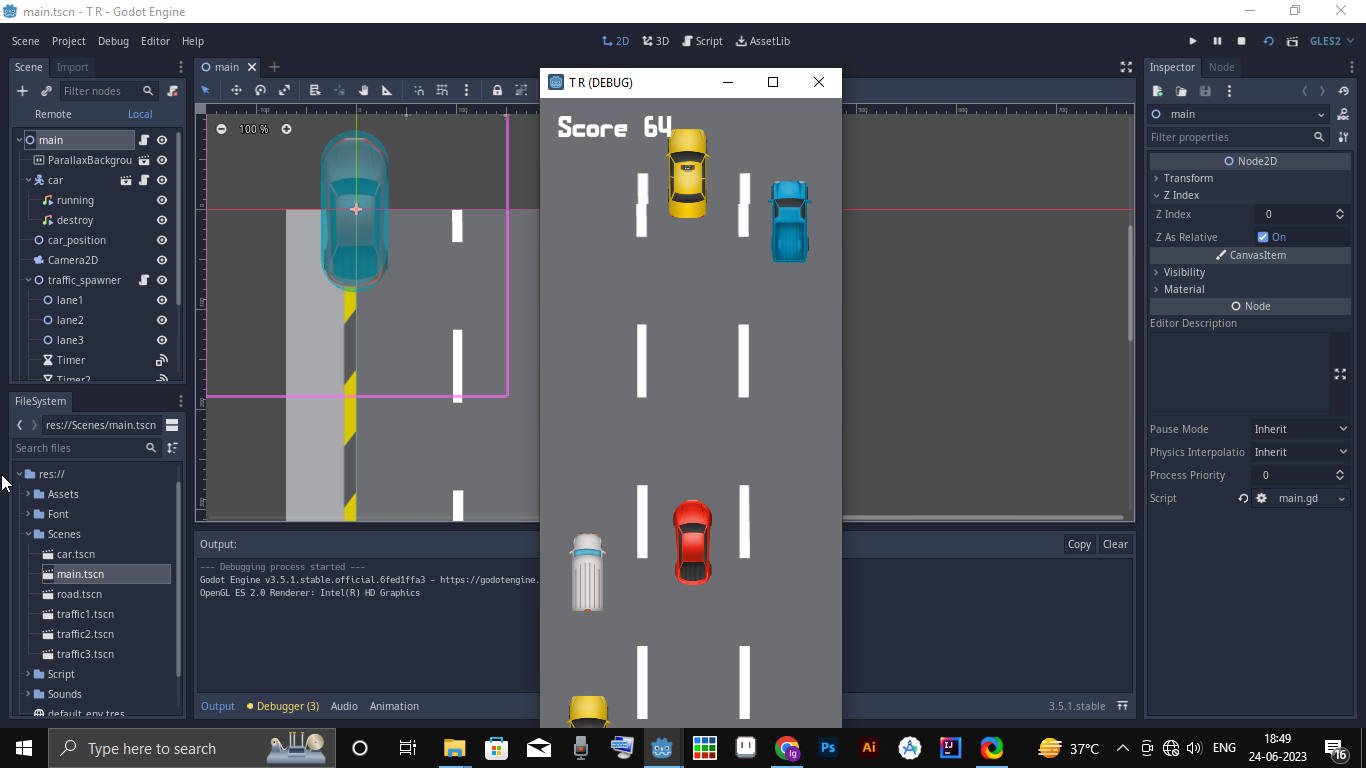 main.tscn - T R - Godot Engine
Scene Project Debug Editor Help
2D 3D Script AssetLib
GLES2
Scene Import
main
Inspector Node
Filter nodes
Remote Local
main
ParallaxBackgrou
car
running
destroy
car_position
Camera2D
traffic_spawner
lane1
lane2
lane3
Timer
Timer2
FileSystem
res://Scenes/main.tscn
Search files
res://
Assets
Font
Scenes
car.tscn
main.tscn
road.tscn
traffic1.tscn
traffic2.tscn
traffic3.tscn
Script
Sounds
default_env.tres
100 %
T R (DEBUG)
Score 64
Output:
Copy Clear
--- Debugging process started ---
Godot Engine v3.5.1.stable.official.6fed1ffa3 - https://godotengine.
OpenGL ES 2.0 Renderer: Intel(R) HD Graphics
Output Debugger (3) Audio Animation
3.5.1.stable
main
Filter properties
Node2D
Transform
Z Index
Z Index 0
Z As Relative On
CanvasItem
Visibility
Material
Node
Editor Description
Pause Mode Inherit
Physics Interpolatio Inherit
Process Priority 0
Script main.gd
Type here to search
Ig
Ps
Ai
IJ
37°C
ENG
18:49
24-06-2023
16